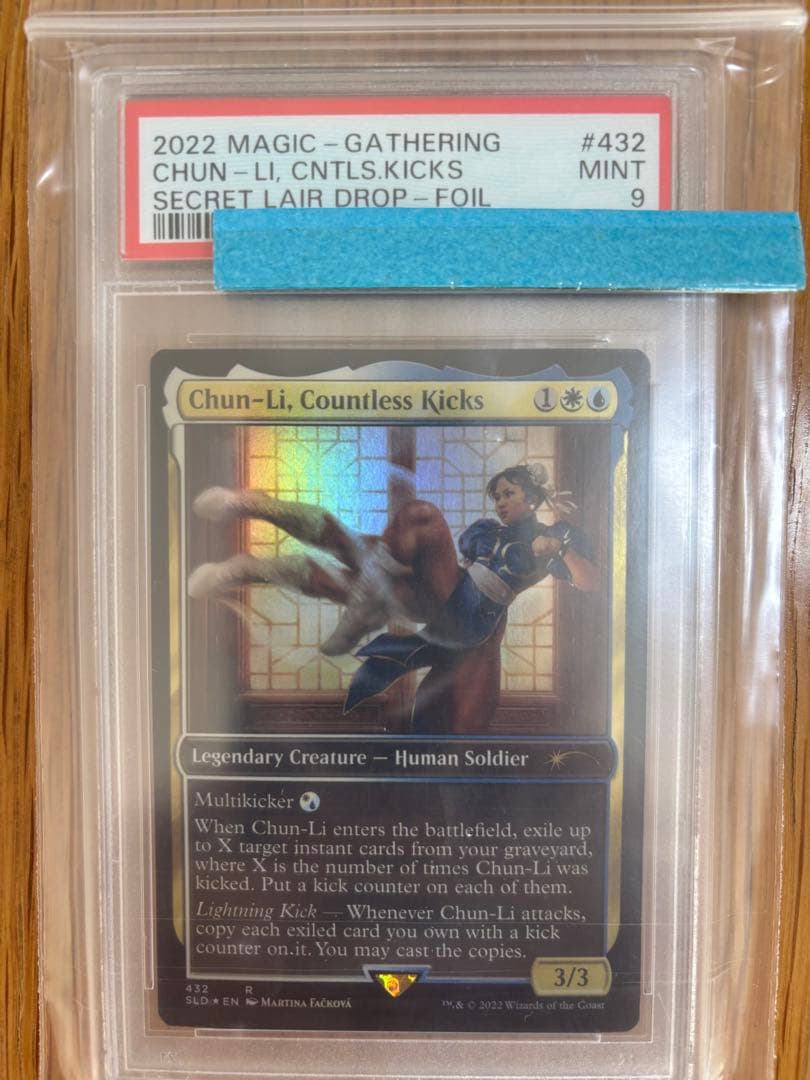 2022 MAGIC - GATHERING #432
CHUN - LI, CNTLS.KICKS MINT
SECRET LAIR DROP - FOIL 9
Chun-Li, Countless Kicks 1
Legendary Creature — Human Soldier
Multikicker
When Chun-Li enters the battlefield, exile up
to X target instant cards from your graveyard,
where X is the number of times Chun-Li was
kicked. Put a kick counter on each of them.
Lightning Kick — Whenever Chun-Li attacks,
copy each exiled card you own with a kick
counter on it. You may cast the copies.
3/3
432 R
SLD ★ EN Martina Fačková
™ & © 2022 Wizards of the Coast